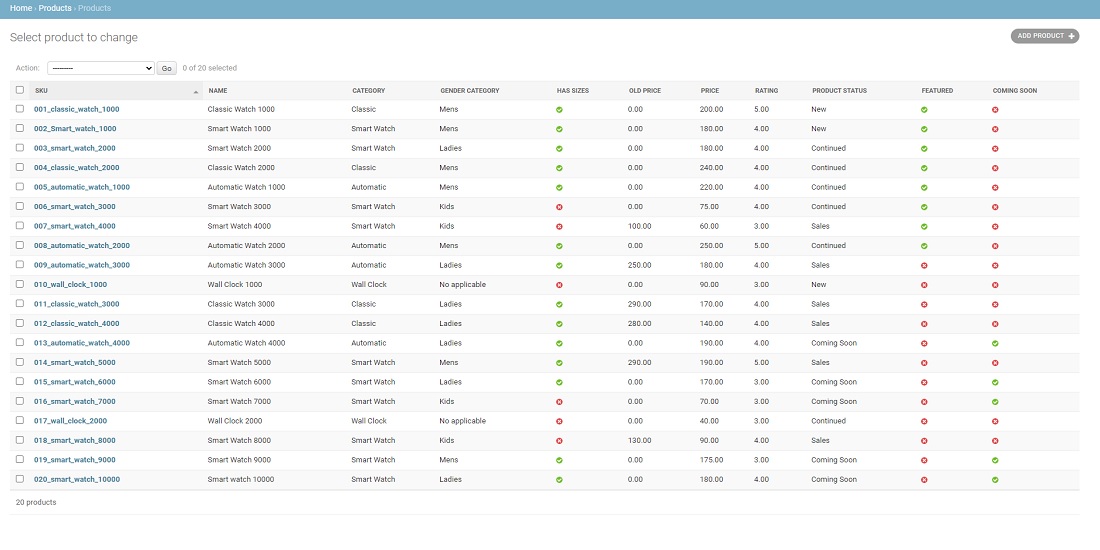 Home › Products › Products
Select product to change
ADD PRODUCT +
Action: --------- Go 0 of 20 selected
SKU NAME CATEGORY GENDER CATEGORY HAS SIZES OLD PRICE PRICE RATING PRODUCT STATUS FEATURED COMING SOON
001_classic_watch_1000 Classic Watch 1000 Classic Mens 0.00 200.00 5.00 New
002_Smart_watch_1000 Smart Watch 1000 Smart Watch Mens 0.00 180.00 4.00 New
003_smart_watch_2000 Smart Watch 2000 Smart Watch Ladies 0.00 180.00 4.00 Continued
004_classic_watch_2000 Classic Watch 2000 Classic Mens 0.00 240.00 4.00 Continued
005_automatic_watch_1000 Automatic Watch 1000 Automatic Mens 0.00 220.00 4.00 Continued
006_smart_watch_3000 Smart Watch 3000 Smart Watch Kids 0.00 75.00 4.00 Continued
007_smart_watch_4000 Smart Watch 4000 Smart Watch Kids 100.00 60.00 3.00 Sales
008_automatic_watch_2000 Automatic Watch 2000 Automatic Mens 0.00 250.00 5.00 Continued
009_automatic_watch_3000 Automatic Watch 3000 Automatic Ladies 250.00 180.00 4.00 Sales
010_wall_clock_1000 Wall Clock 1000 Wall Clock No applicable 0.00 90.00 3.00 New
011_classic_watch_3000 Classic Watch 3000 Classic Ladies 290.00 170.00 4.00 Sales
012_classic_watch_4000 Classic Watch 4000 Classic Ladies 280.00 140.00 4.00 Sales
013_automatic_watch_4000 Automatic Watch 4000 Automatic Ladies 0.00 190.00 4.00 Coming Soon
014_smart_watch_5000 Smart Watch 5000 Smart Watch Mens 290.00 190.00 5.00 Sales
015_smart_watch_6000 Smart Watch 6000 Smart Watch Ladies 0.00 170.00 3.00 Coming Soon
016_smart_watch_7000 Smart Watch 7000 Smart Watch Kids 0.00 70.00 3.00 Coming Soon
017_wall_clock_2000 Wall Clock 2000 Wall Clock No applicable 0.00 40.00 3.00 Continued
018_smart_watch_8000 Smart Watch 8000 Smart Watch Kids 130.00 90.00 4.00 Sales
019_smart_watch_9000 Smart Watch 9000 Smart Watch Mens 0.00 175.00 3.00 Coming Soon
020_smart_watch_10000 Smart watch 10000 Smart Watch Ladies 0.00 180.00 4.00 Coming Soon
20 products